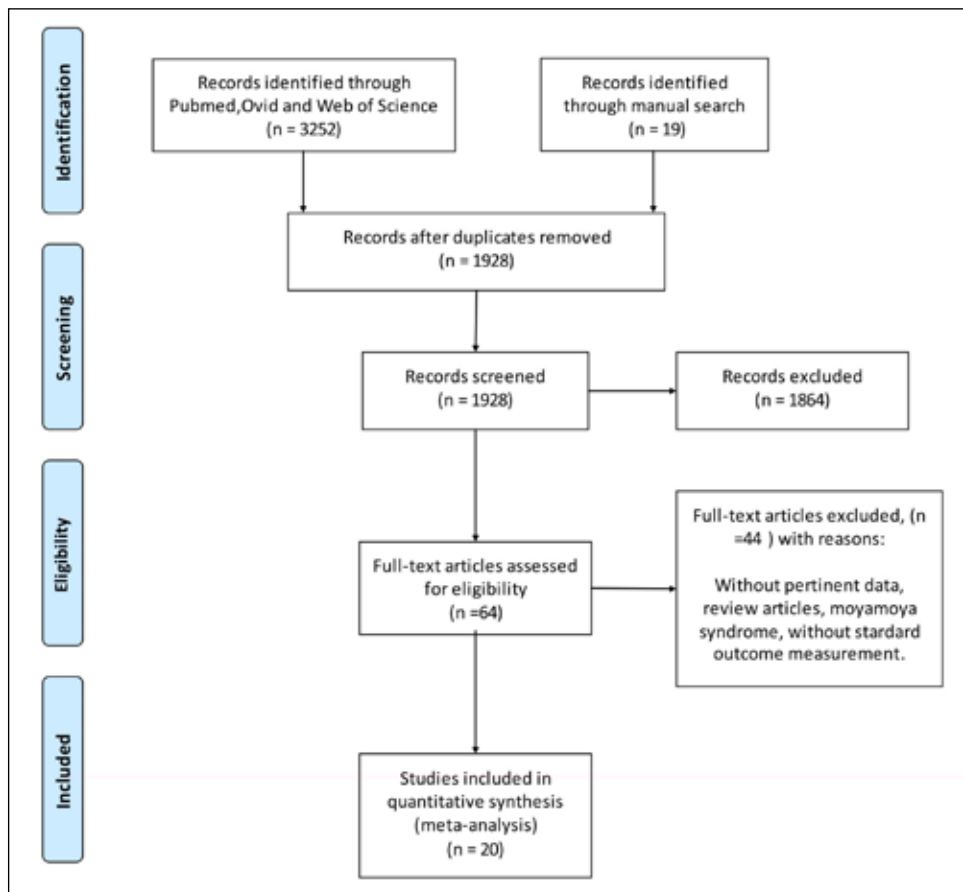 Identification
Records identified through
Pubmed,Ovid and Web of Science
(n = 3252)
Records identified
through manual search
(n = 19)
Records after duplicates removed
(n = 1928)
Screening
Records screened
(n = 1928)
Records excluded
(n = 1864)
Eligibility
Full-text articles assessed
for eligibility
(n =64)
Full-text articles excluded, (n
=44 ) with reasons:
Without pertinent data,
review articles, moyamoya
syndrome, without stardard
outcome measurement.
Included
Studies included in
quantitative synthesis
(meta-analysis)
(n = 20)